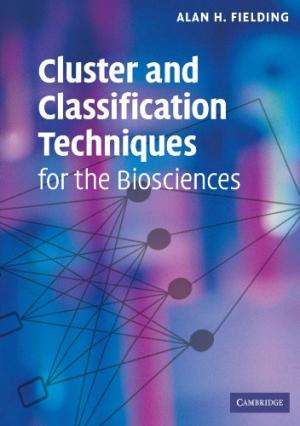 ALAN H. FIELDING
Cluster and
Classification
Techniques
for the Biosciences
CAMBRIDGE